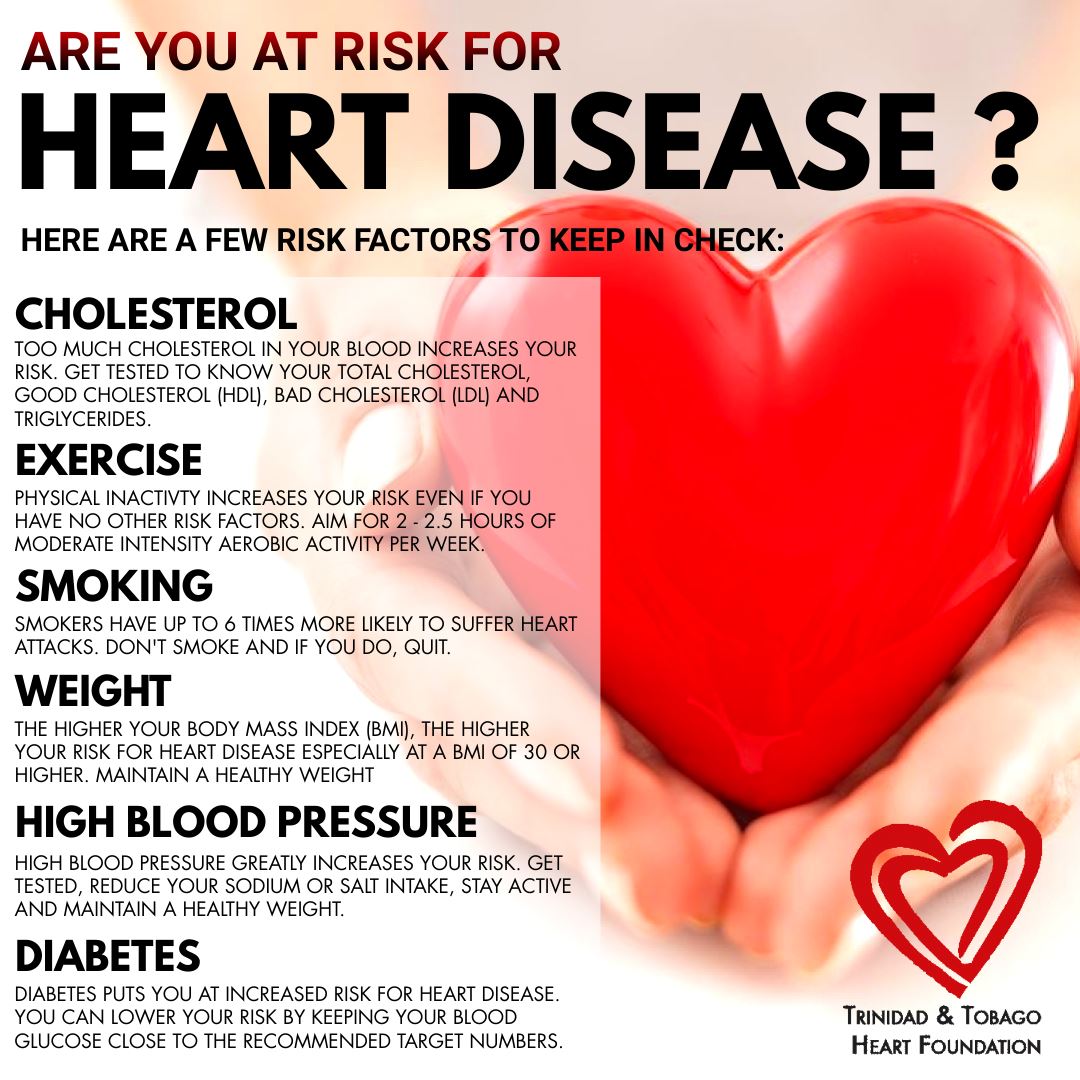 ARE YOU AT RISK FOR
HEART DISEASE ?
HERE ARE A FEW RISK FACTORS TO KEEP IN CHECK:
CHOLESTEROL
TOO MUCH CHOLESTEROL IN YOUR BLOOD INCREASES YOUR
RISK. GET TESTED TO KNOW YOUR TOTAL CHOLESTEROL,
GOOD CHOLESTEROL (HDL), BAD CHOLESTEROL (LDL) AND
TRIGLYCERIDES.
EXERCISE
PHYSICAL INACTIVTY INCREASES YOUR RISK EVEN IF YOU
HAVE NO OTHER RISK FACTORS. AIM FOR 2 - 2.5 HOURS OF
MODERATE INTENSITY AEROBIC ACTIVITY PER WEEK.
SMOKING
SMOKERS HAVE UP TO 6 TIMES MORE LIKELY TO SUFFER HEART
ATTACKS. DON'T SMOKE AND IF YOU DO, QUIT.
WEIGHT
THE HIGHER YOUR BODY MASS INDEX (BMI), THE HIGHER
YOUR RISK FOR HEART DISEASE ESPECIALLY AT A BMI OF 30 OR
HIGHER. MAINTAIN A HEALTHY WEIGHT
HIGH BLOOD PRESSURE
HIGH BLOOD PRESSURE GREATLY INCREASES YOUR RISK. GET
TESTED, REDUCE YOUR SODIUM OR SALT INTAKE, STAY ACTIVE
AND MAINTAIN A HEALTHY WEIGHT.
DIABETES
DIABETES PUTS YOU AT INCREASED RISK FOR HEART DISEASE.
YOU CAN LOWER YOUR RISK BY KEEPING YOUR BLOOD
GLUCOSE CLOSE TO THE RECOMMENDED TARGET NUMBERS.
TRINIDAD & TOBAGO
HEART FOUNDATION